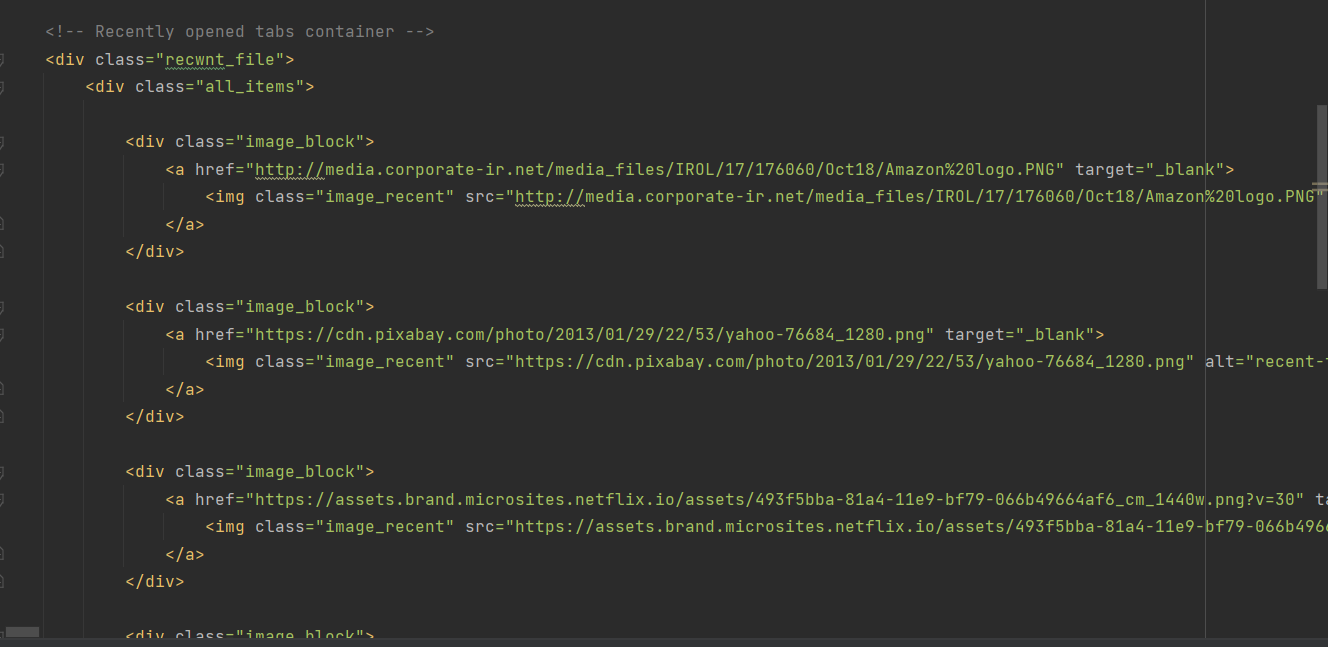 <!-- Recently opened tabs container -->
<div class="recwnt_file">
<div class="all_items">
<div class="image_block">
<a href="http://media.corporate-ir.net/media_files/IROL/17/176060/Oct18/Amazon%20logo.PNG" target="_blank">
<img class="image_recent" src="http://media.corporate-ir.net/media_files/IROL/17/176060/Oct18/Amazon%20logo.PNG"
</a>
</div>
<div class="image_block">
<a href="https://cdn.pixabay.com/photo/2013/01/29/22/53/yahoo-76684_1280.png" target="_blank">
<img class="image_recent" src="https://cdn.pixabay.com/photo/2013/01/29/22/53/yahoo-76684_1280.png" alt="recent-
</a>
</div>
<div class="image_block">
<a href="https://assets.brand.microsites.netflix.io/assets/493f5bba-81a4-11e9-bf79-066b49664af6_cm_1440w.png?v=30" ta
<img class="image_recent" src="https://assets.brand.microsites.netflix.io/assets/493f5bba-81a4-11e9-bf79-066b496
</a>
</div>
<div class="image_block">